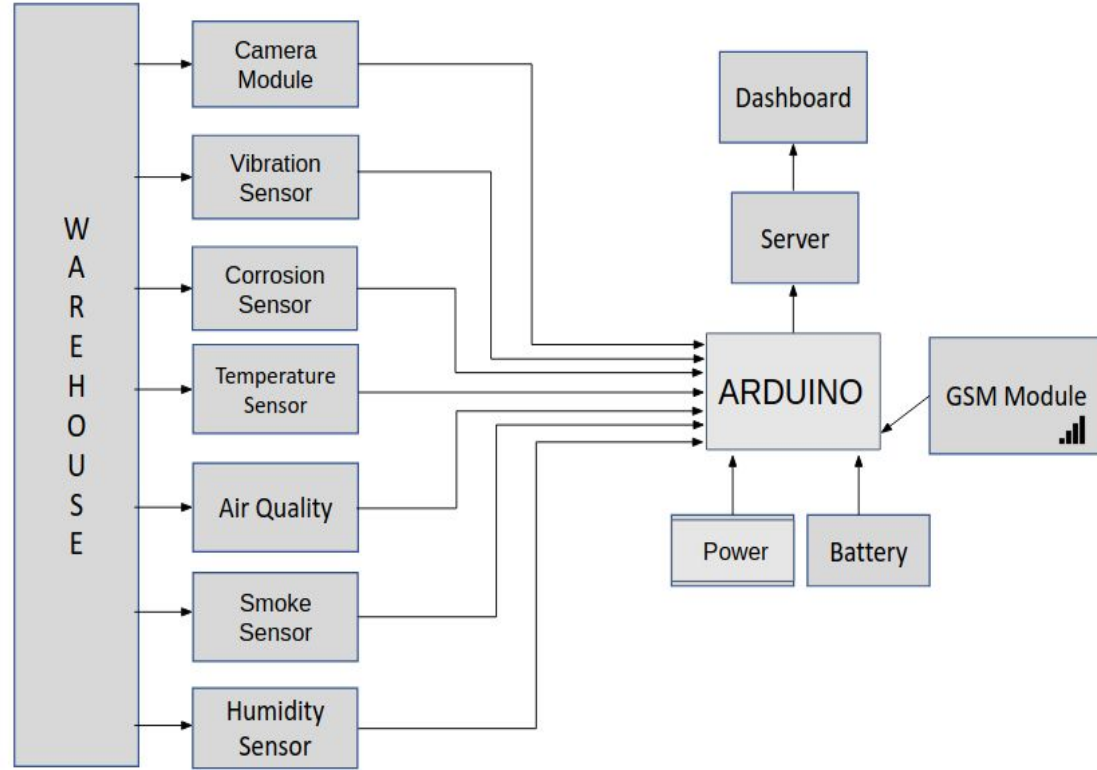 WAREHOUSE
Camera
Module
Vibration
Sensor
Corrosion
Sensor
Temperature
Sensor
Air Quality
Smoke
Sensor
Humidity
Sensor
Dashboard
Server
ARDUINO
GSM Module
Power
Battery